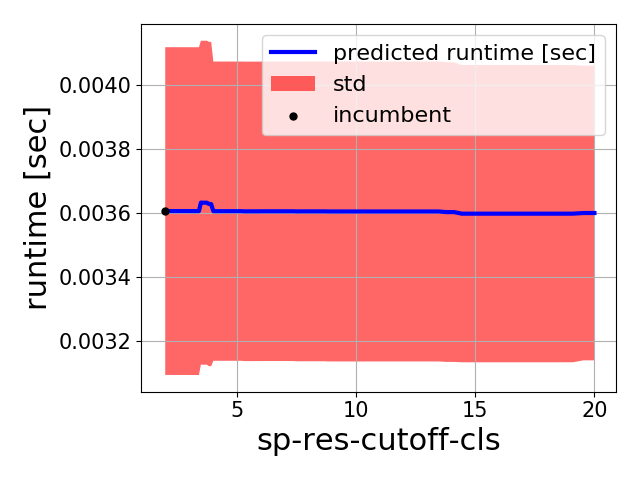 predicted runtime [sec]
std
incumbent
runtime [sec]
0.0040
0.0038
0.0036
0.0034
0.0032
5
10
15
20
sp-res-cutoff-cls